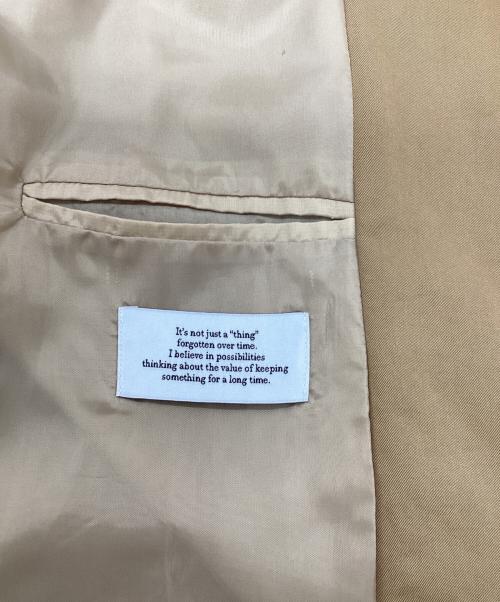 It's not just a "thing"
forgotten over time.
I believe in possibilities
thinking about the value of keeping
something for a long time.